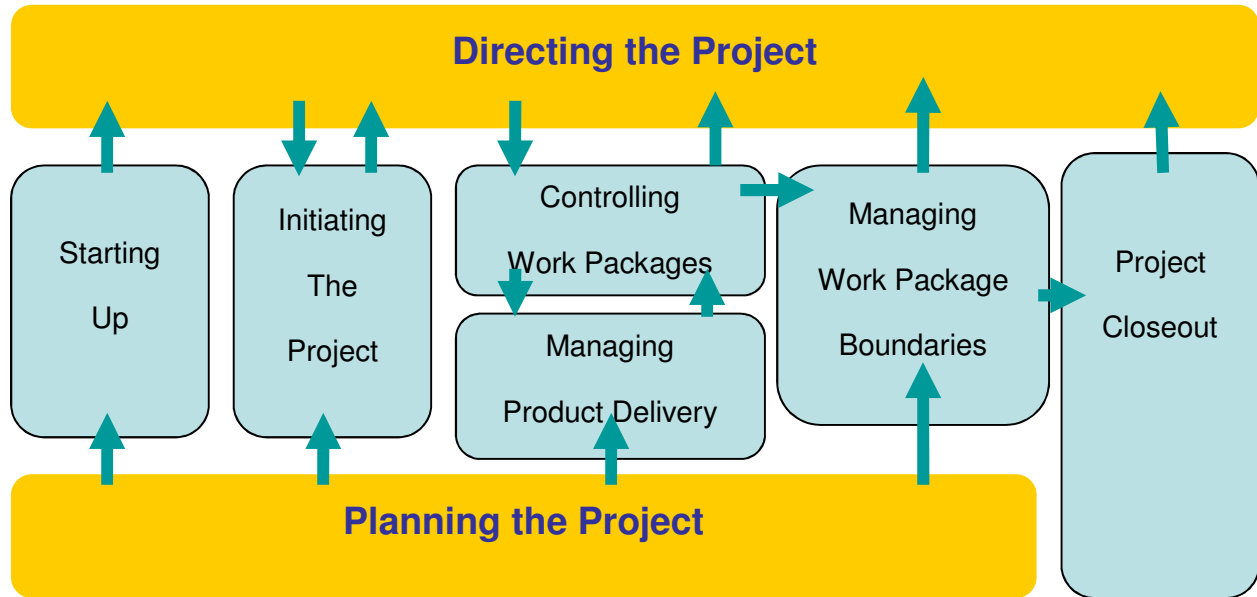 Directing the Project
Starting
Up
Initiating
The
Project
Controlling
Work Packages
Managing
Product Delivery
Managing
Work Package
Boundaries
Project
Closeout
Planning the Project